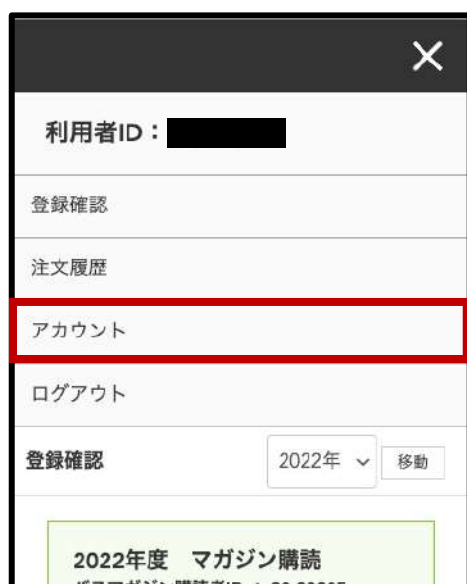 利用者ID：
登録確認
注文履歴
アカウント
ログアウト
登録確認
2022年
移動
2022年度　マガジン購読